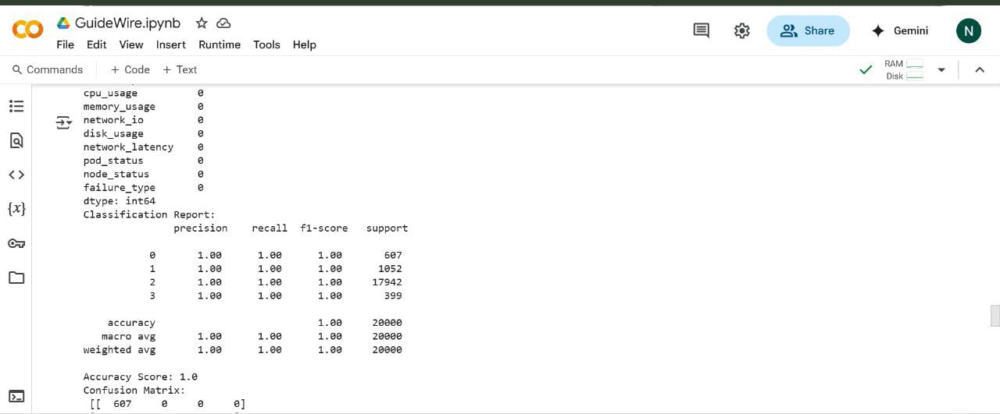 GuideWire.ipynb
File Edit View Insert Runtime Tools Help
Share
Gemini
N
Commands + Code + Text
RAM
Disk
cpu_usage 0
memory_usage 0
network_io 0
disk_usage 0
network_latency 0
pod_status 0
node_status 0
failure_type 0
dtype: int64
Classification Report:
precision recall f1-score support
0 1.00 1.00 1.00 607
1 1.00 1.00 1.00 1052
2 1.00 1.00 1.00 17942
3 1.00 1.00 1.00 399
accuracy 1.00 20000
macro avg 1.00 1.00 1.00 20000
weighted avg 1.00 1.00 1.00 20000
Accuracy Score: 1.0
Confusion Matrix:
[[ 607 0 0 0]